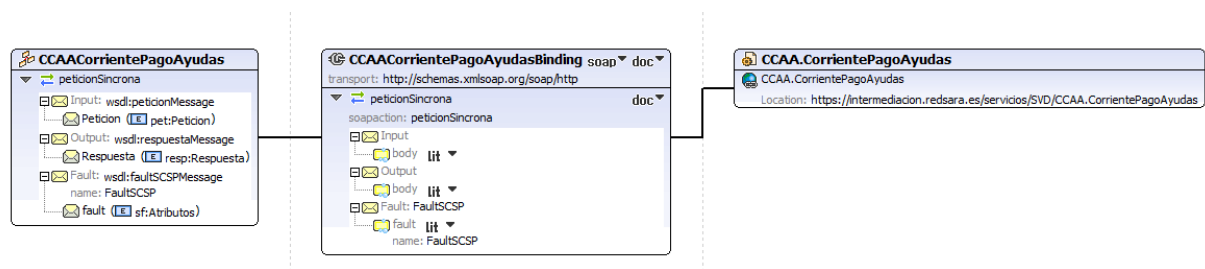 CCAACorrientePagoAyudas
peticionSincrona
Input: wsdl:peticionMessage
Peticion (E pet:Peticion)
Output: wsdl:respuestaMessage
Respuesta (E resp:Respuesta)
Fault: wsdl:faultSCSPMessage
name: FaultSCSP
fault (E sf:Atributos)
CCAACorrientePagoAyudasBinding soap doc
transport: http://schemas.xmlsoap.org/soap/http
peticionSincrona doc
soapaction: peticionSincrona
Input
body lit
Output
body lit
Fault: FaultSCSP
fault lit
name: FaultSCSP
CCAA.CorrientePagoAyudas
CCAA.CorrientePagoAyudas
Location: https://intermediacion.redsara.es/servicios/SVD/CCAA.CorrientePagoAyudas